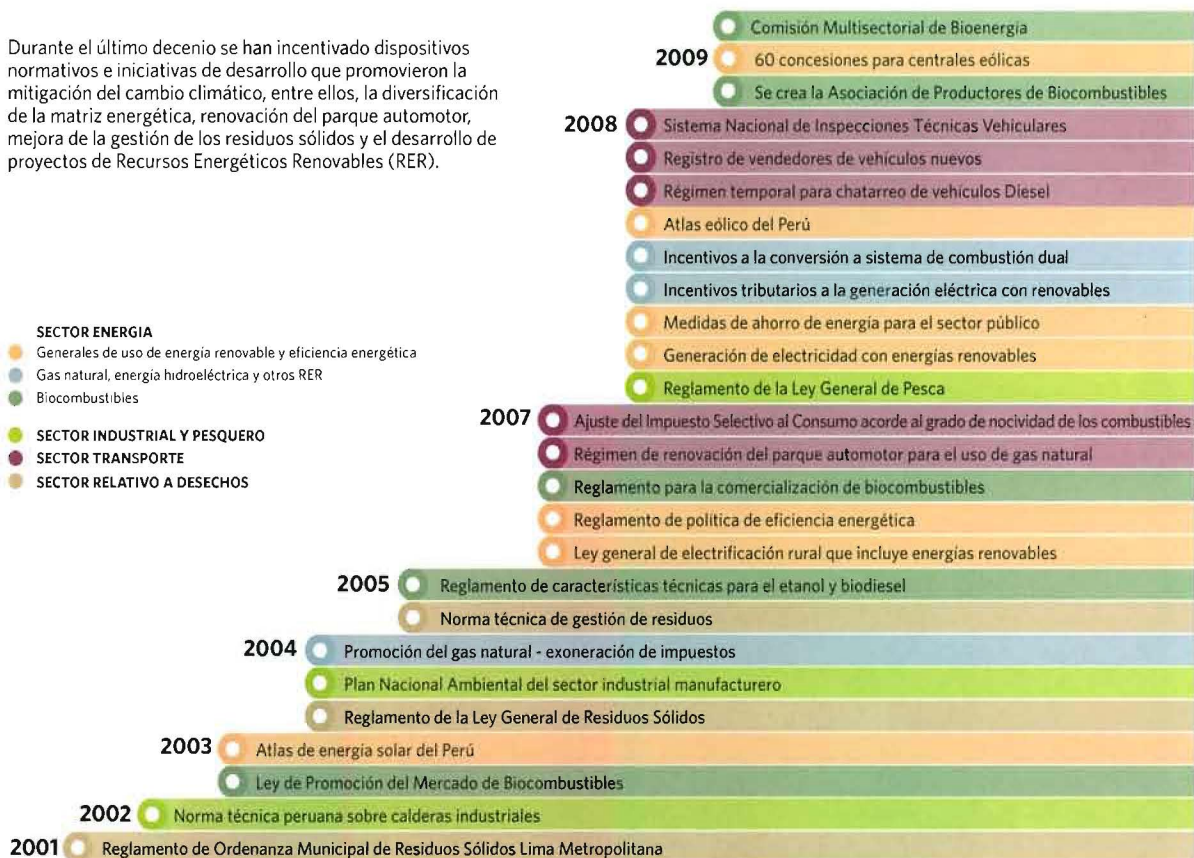 Durante el último decenio se han incentivado dispositivos
normativos e iniciativas de desarrollo que promovieron la
mitigación del cambio climático, entre ellos, la diversificación
de la matriz energética, renovación del parque automotor,
mejora de la gestión de los residuos sólidos y el desarrollo de
proyectos de Recursos Energéticos Renovables (RER).
SECTOR ENERGIA
Generales de uso de energía renovable y eficiencia energética
Gas natural, energía hidroeléctrica y otros RER
Biocombustibles
SECTOR INDUSTRIAL Y PESQUERO
SECTOR TRANSPORTE
SECTOR RELATIVO A DESECHOS
Comisión Multisectorial de Bioenergía
2009 60 concesiones para centrales eólicas
Se crea la Asociación de Productores de Biocombustibles
2008 Sistema Nacional de Inspecciones Técnicas Vehiculares
Registro de vendedores de vehículos nuevos
Régimen temporal para chatarreo de vehículos Diesel
Atlas eólico del Perú
Incentivos a la conversión a sistema de combustión dual
Incentivos tributarios a la generación eléctrica con renovables
Medidas de ahorro de energía para el sector público
Generación de electricidad con energías renovables
Reglamento de la Ley General de Pesca
2007 Ajuste del Impuesto Selectivo al Consumo acorde al grado de nocividad de los combustibles
Régimen de renovación del parque automotor para el uso de gas natural
Reglamento para la comercialización de biocombustibles
Reglamento de política de eficiencia energética
Ley general de electrificación rural que incluye energías renovables
2005 Reglamento de características técnicas para el etanol y biodiesel
Norma técnica de gestión de residuos
2004 Promoción del gas natural - exoneración de impuestos
Plan Nacional Ambiental del sector industrial manufacturero
Reglamento de la Ley General de Residuos Sólidos
2003 Atlas de energía solar del Perú
Ley de Promoción del Mercado de Biocombustibles
2002 Norma técnica peruana sobre calderas industriales
2001 Reglamento de Ordenanza Municipal de Residuos Sólidos Lima Metropolitana